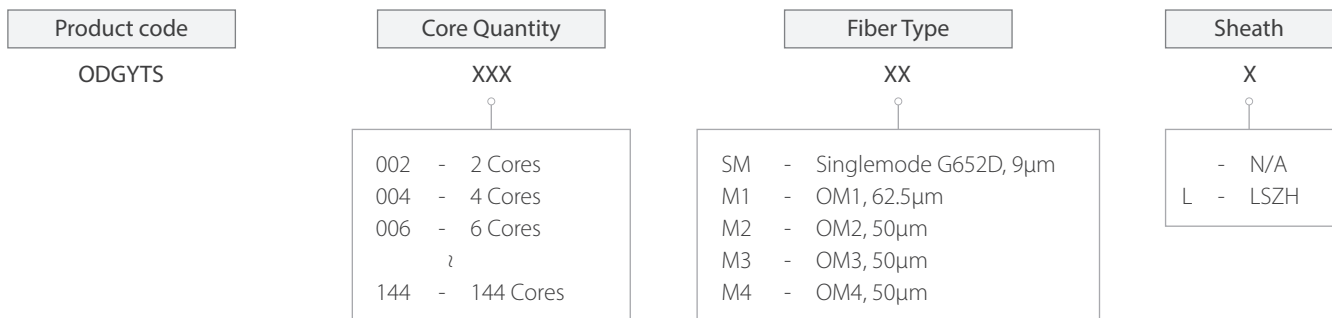 Product code Core Quantity Fiber Type Sheath
ODGYTS XXX XX X
002 - 2 Cores
004 - 4 Cores
006 - 6 Cores
~
144 - 144 Cores
SM - Singlemode G652D, 9µm
M1 - OM1, 62.5µm
M2 - OM2, 50µm
M3 - OM3, 50µm
M4 - OM4, 50µm
- N/A
L - LSZH